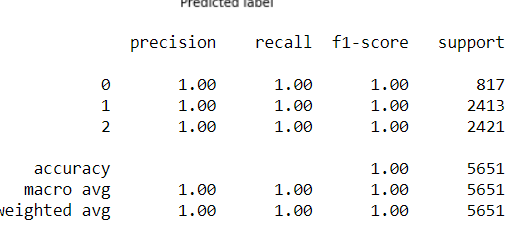 Predicted label
precision recall f1-score support
0 1.00 1.00 1.00 817
1 1.00 1.00 1.00 2413
2 1.00 1.00 1.00 2421
accuracy 1.00 5651
macro avg 1.00 1.00 1.00 5651
weighted avg 1.00 1.00 1.00 5651